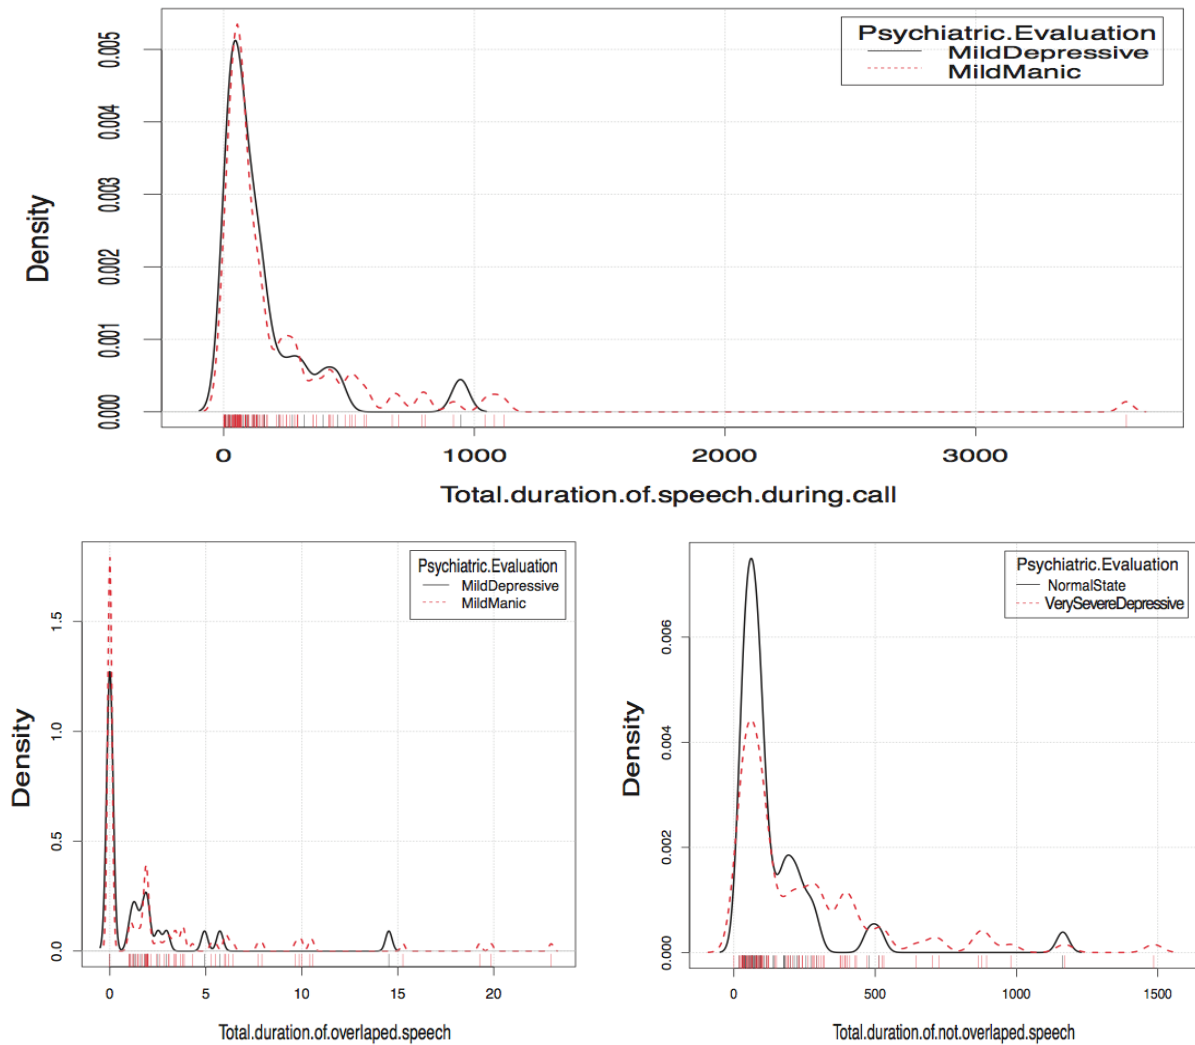 Psychiatric.Evaluation
MildDepressive
MildManic
Density
0.005
0.004
0.003
0.002
0.001
0.000
0 1000 2000 3000
Total.duration.of.speech.during.call
Psychiatric.Evaluation
MildDepressive
MildManic
Density
1.5
1.0
0.5
0.0
0 5 10 15 20
Total.duration.of.overlaped.speech
Psychiatric.Evaluation
NormalState
VerySevereDepressive
Density
0.006
0.004
0.002
0.000
0 500 1000 1500
Total.duration.of.not.overlaped.speech